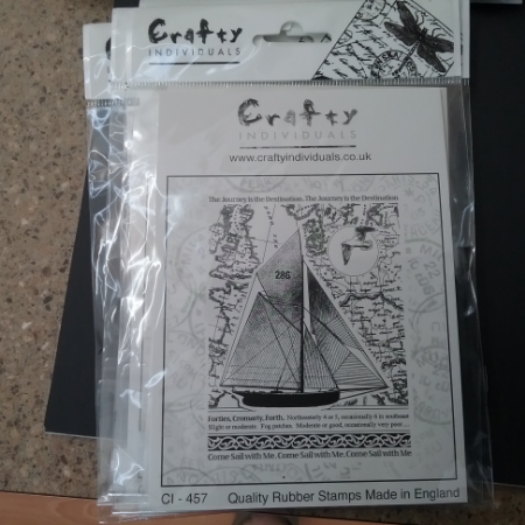 Crafty
INDIVIDUALS
Crafty
INDIVIDUALS
www.craftyindividuals.co.uk
The Journey is the Destination. The Journey is the Destination
286
Forties, Cromarty, Forth. Northwesterly 4 or 5, occasionally 6 in southeast
Slight or moderate Fog patches. Moderate or good, occasionally very poor ...
Come Sail with Me. Come Sail with Me. Come Sail with Me
CI - 457 Quality Rubber Stamps Made in England